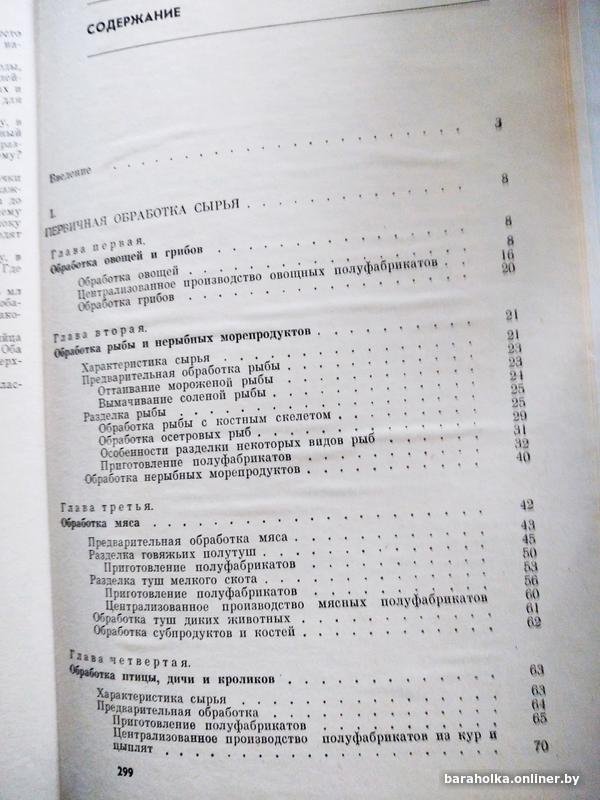 СОДЕРЖАНИЕ
Введение 3
I.
ПЕРВИЧНАЯ ОБРАБОТКА СЫРЬЯ 8
Глава первая.
Обработка овощей и грибов 8
Обработка овощей 8
Централизованное производство овощных полуфабрикатов 16
Обработка грибов 20
Глава вторая.
Обработка рыбы и нерыбных морепродуктов 21
Характеристика сырья 21
Предварительная обработка рыбы 23
Оттаивание мороженой рыбы 23
Вымачивание соленой рыбы 24
Разделка рыбы 25
Обработка рыбы с костным скелетом 25
Обработка осетровых рыб 29
Особенности разделки некоторых видов рыб 31
Приготовление полуфабрикатов 32
Обработка нерыбных морепродуктов 40
Глава третья.
Обработка мяса 42
Предварительная обработка мяса 43
Разделка говяжьих полутуш 45
Приготовление полуфабрикатов 50
Разделка туш мелкого скота 53
Приготовление полуфабрикатов 56
Централизованное производство мясных полуфабрикатов 60
Обработка туш диких животных 61
Обработка субпродуктов и костей 62
Глава четвертая.
Обработка птицы, дичи и кроликов 63
Характеристика сырья 63
Предварительная обработка 64
Приготовление полуфабрикатов 65
Централизованное производство полуфабрикатов из кур и
цыплят 70
299
baraholka.onliner.by